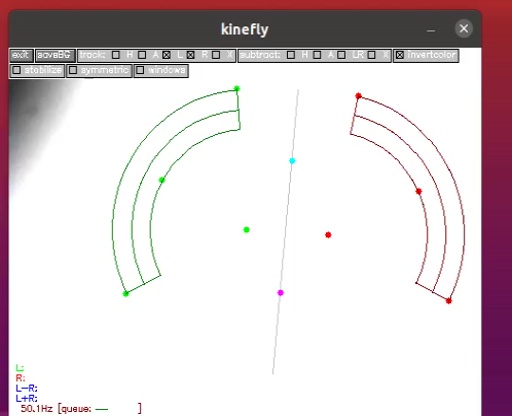 kinefly
exit saveBG track: H A L R X subtract: H A LR X invertcolor
stabilize symmetric windows
L:
R:
L-R:
L+R:
50.1Hz [queue: — ]